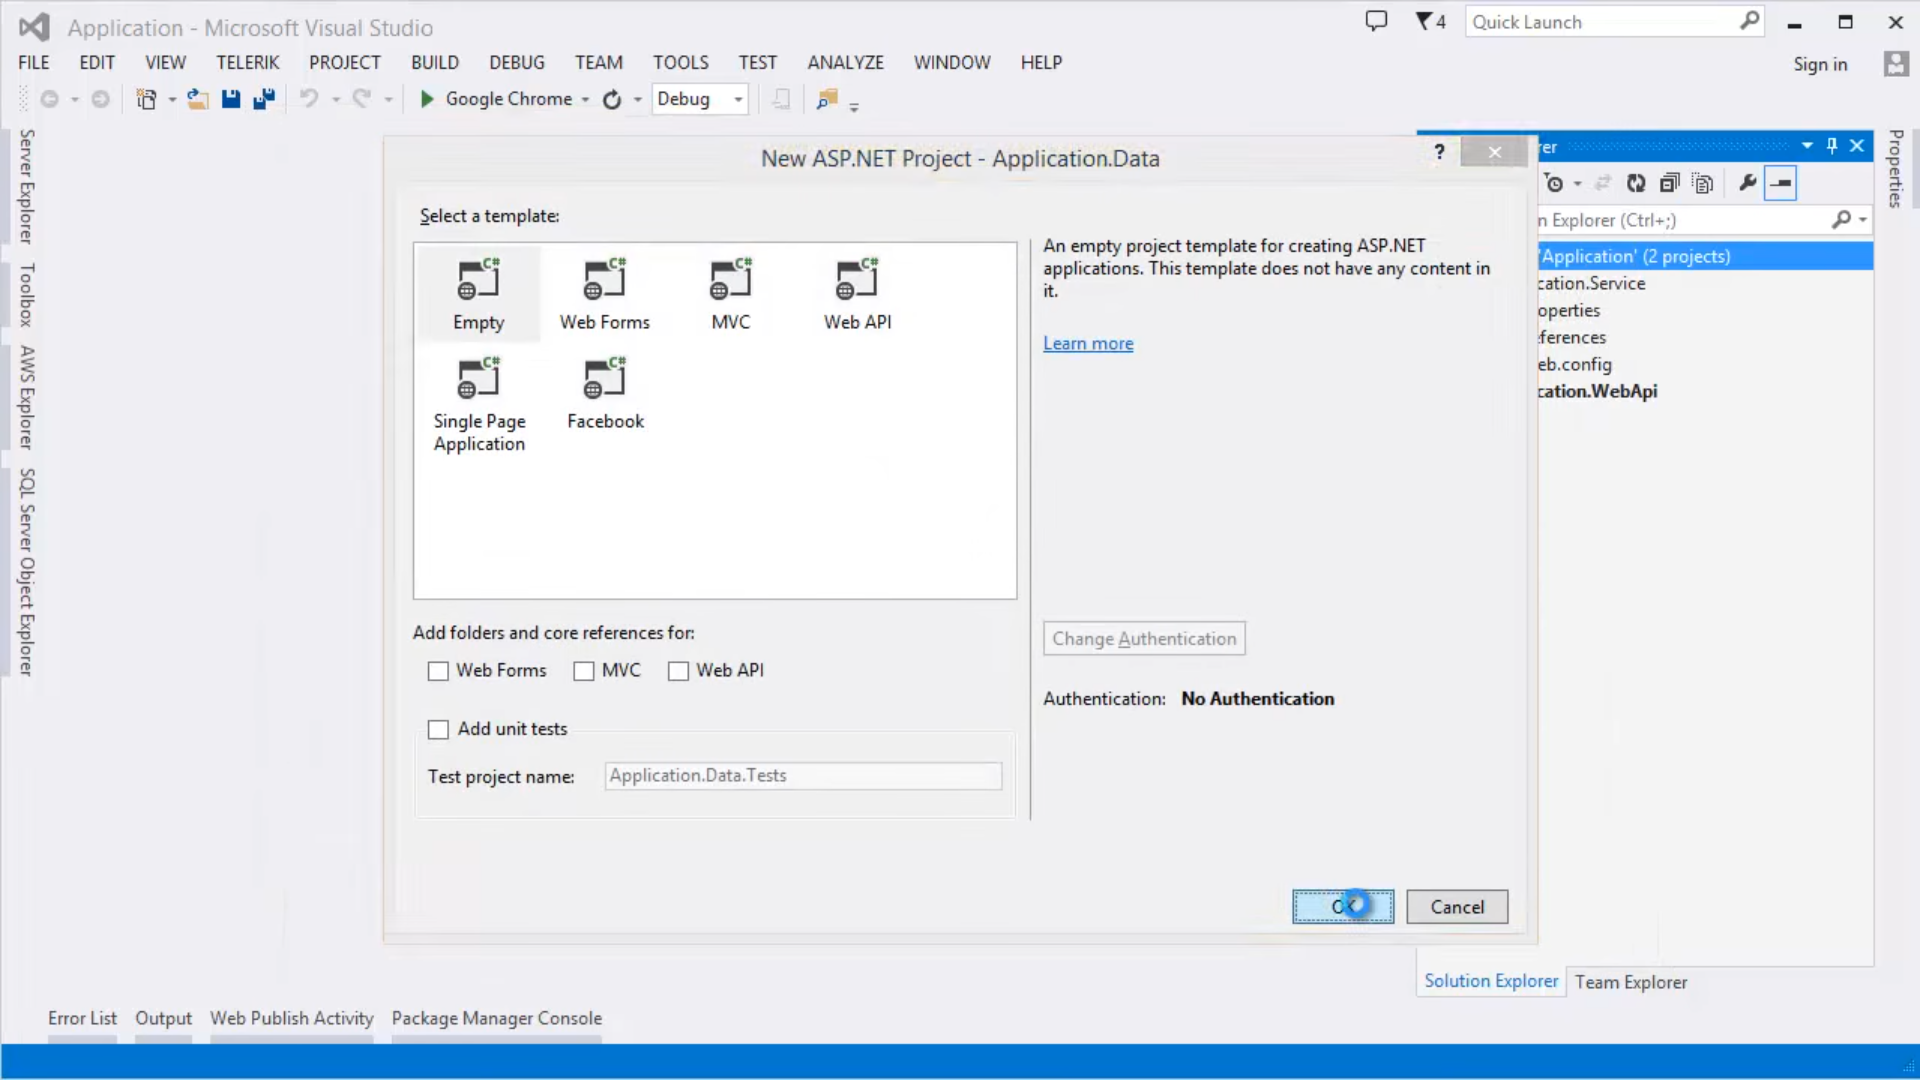 Application - Microsoft Visual Studio
4
Quick Launch
FILE EDIT VIEW TELERIK PROJECT BUILD DEBUG TEAM TOOLS TEST ANALYZE WINDOW HELP
Sign in
Google Chrome
Debug
Server Explorer
Toolbox
AWS Explorer
SQL Server Object Explorer
New ASP.NET Project - Application.Data
?
Select a template:
C#
C#
C#
C#
Empty
Web Forms
MVC
Web API
C#
C#
Single Page
Application
Facebook
An empty project template for creating ASP.NET
applications. This template does not have any content in
it.
Learn more
Add folders and core references for:
Web Forms
MVC
Web API
Add unit tests
Test project name:
Application.Data.Tests
Change Authentication
Authentication: No Authentication
OK
Cancel
rer
n Explorer (Ctrl+;)
'Application' (2 projects)
cation.Service
operties
eferences
eb.config
cation.WebApi
Properties
Solution Explorer
Team Explorer
Error List
Output
Web Publish Activity
Package Manager Console